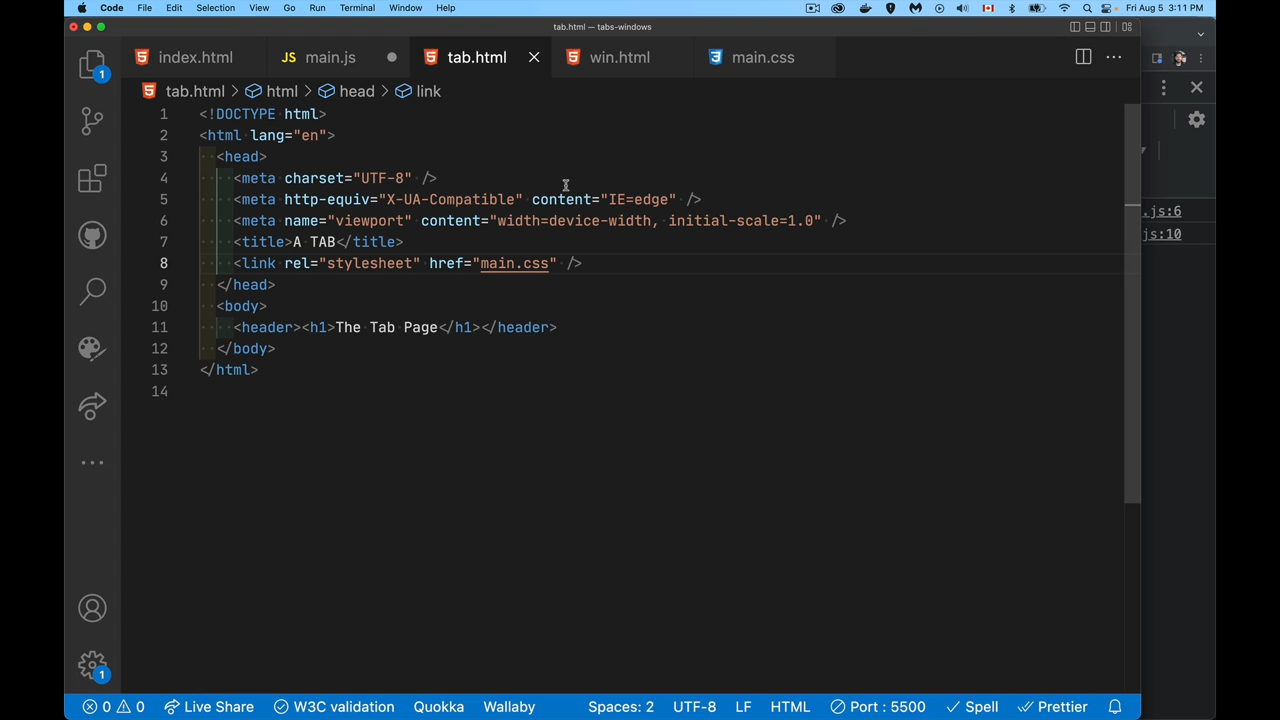 Code File Edit Selection View Go Run Terminal Window Help Fri Aug 5 3:11 PM
tab.html — tabs-windows
index.html JS main.js tab.html win.html main.css
tab.html > html > head > link
1 <!DOCTYPE html>
2 <html lang="en">
3 <head>
4 <meta charset="UTF-8" />
5 <meta http-equiv="X-UA-Compatible" content="IE=edge" />
6 <meta name="viewport" content="width=device-width, initial-scale=1.0" />
7 <title>A TAB</title>
8 <link rel="stylesheet" href="main.css" />
9 </head>
10 <body>
11 <header><h1>The Tab Page</h1></header>
12 </body>
13 </html>
14
.js:6
js:10
1
1
0 0 Live Share W3C validation Quokka Wallaby Spaces: 2 UTF-8 LF HTML Port : 5500 Spell Prettier